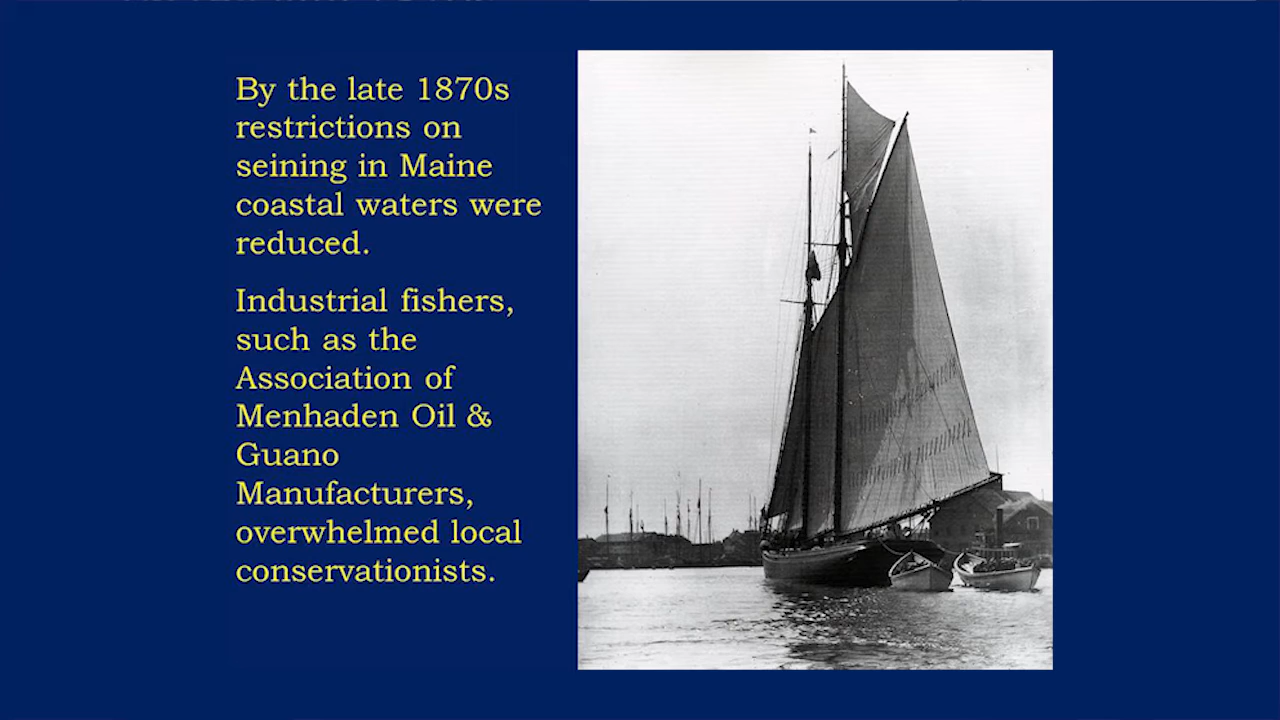 By the late 1870s
restrictions on
seining in Maine
coastal waters were
reduced.
Industrial fishers,
such as the
Association of
Menhaden Oil &
Guano
Manufacturers,
overwhelmed local
conservationists.